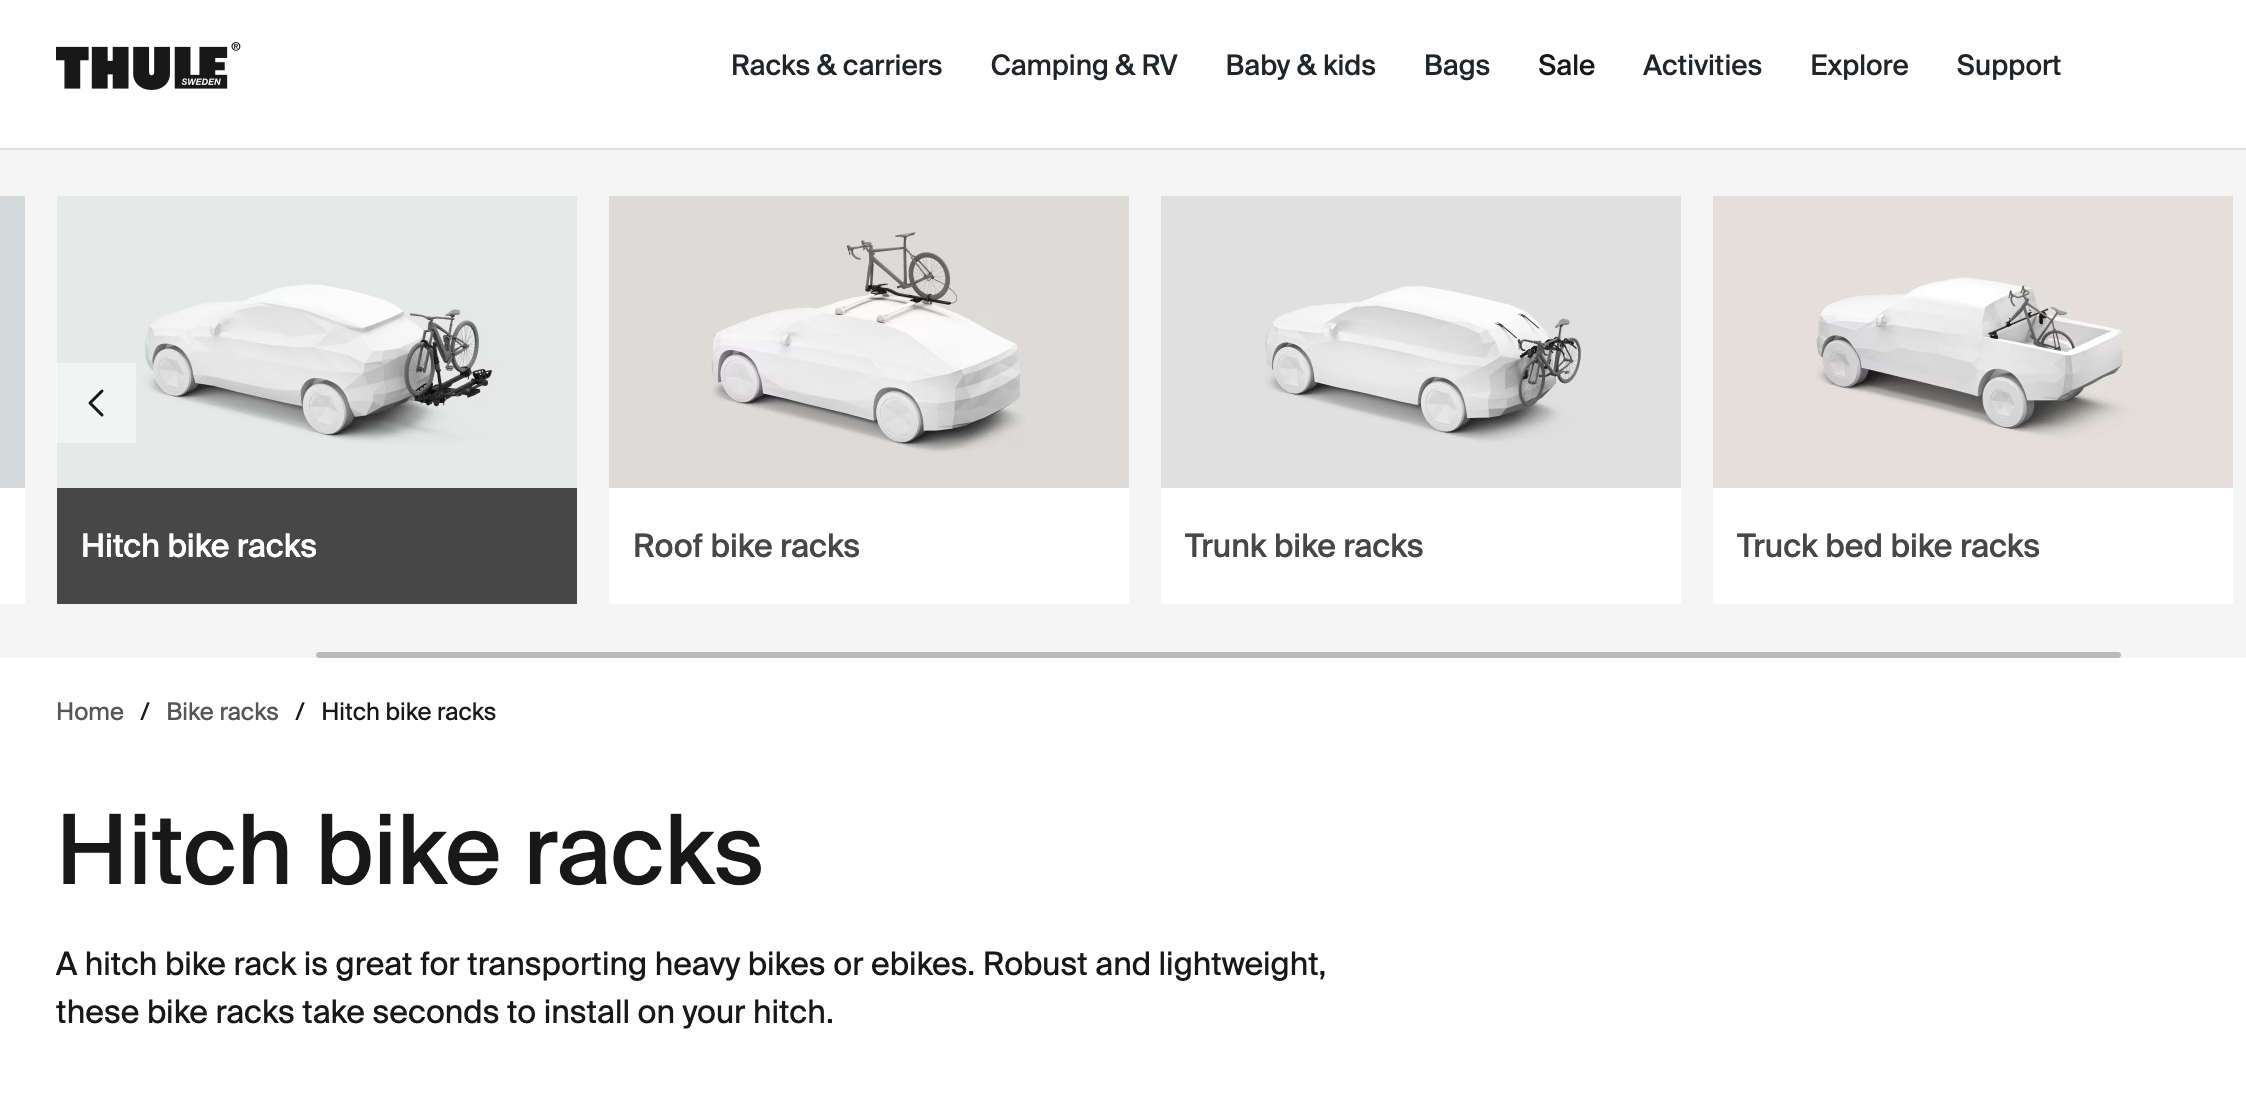 THULE®
SWEDEN
Racks & carriers
Camping & RV
Baby & kids
Bags
Sale
Activities
Explore
Support
Hitch bike racks
Roof bike racks
Trunk bike racks
Truck bed bike racks
Home / Bike racks / Hitch bike racks
Hitch bike racks
A hitch bike rack is great for transporting heavy bikes or ebikes. Robust and lightweight,
these bike racks take seconds to install on your hitch.